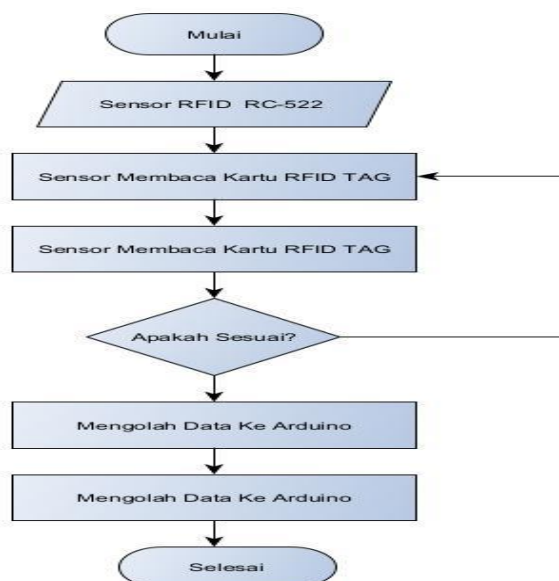 Mulai
Sensor RFID RC-522
Sensor Membaca Kartu RFID TAG
Sensor Membaca Kartu RFID TAG
Apakah Sesuai?
Mengolah Data Ke Arduino
Mengolah Data Ke Arduino
Selesai